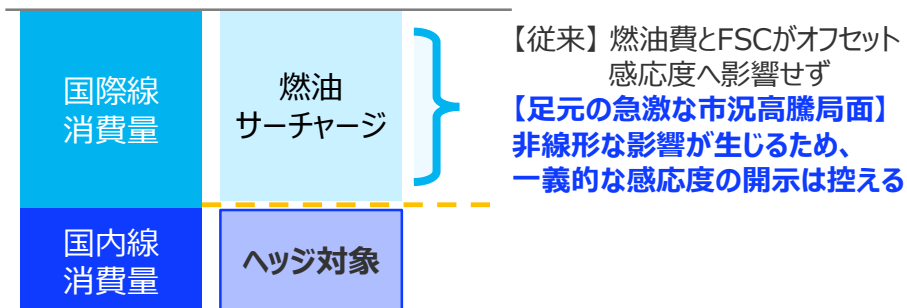 国際線
消費量
燃油
サーチャージ
【従来】燃油費とFSCがオフセット
感応度へ影響せず
【足元の急激な市況高騰局面】
非線形な影響が生じるため、
一義的な感応度の開示は控える
国内線
消費量
ヘッジ対象